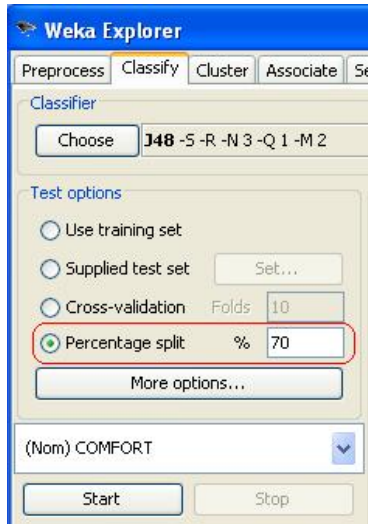 Weka Explorer
Preprocess Classify Cluster Associate Se
Classifier
Choose J48 -S -R -N 3 -Q 1 -M 2
Test options
Use training set
Supplied test set Set...
Cross-validation Folds 10
Percentage split % 70
More options...
(Nom) COMFORT
Start Stop